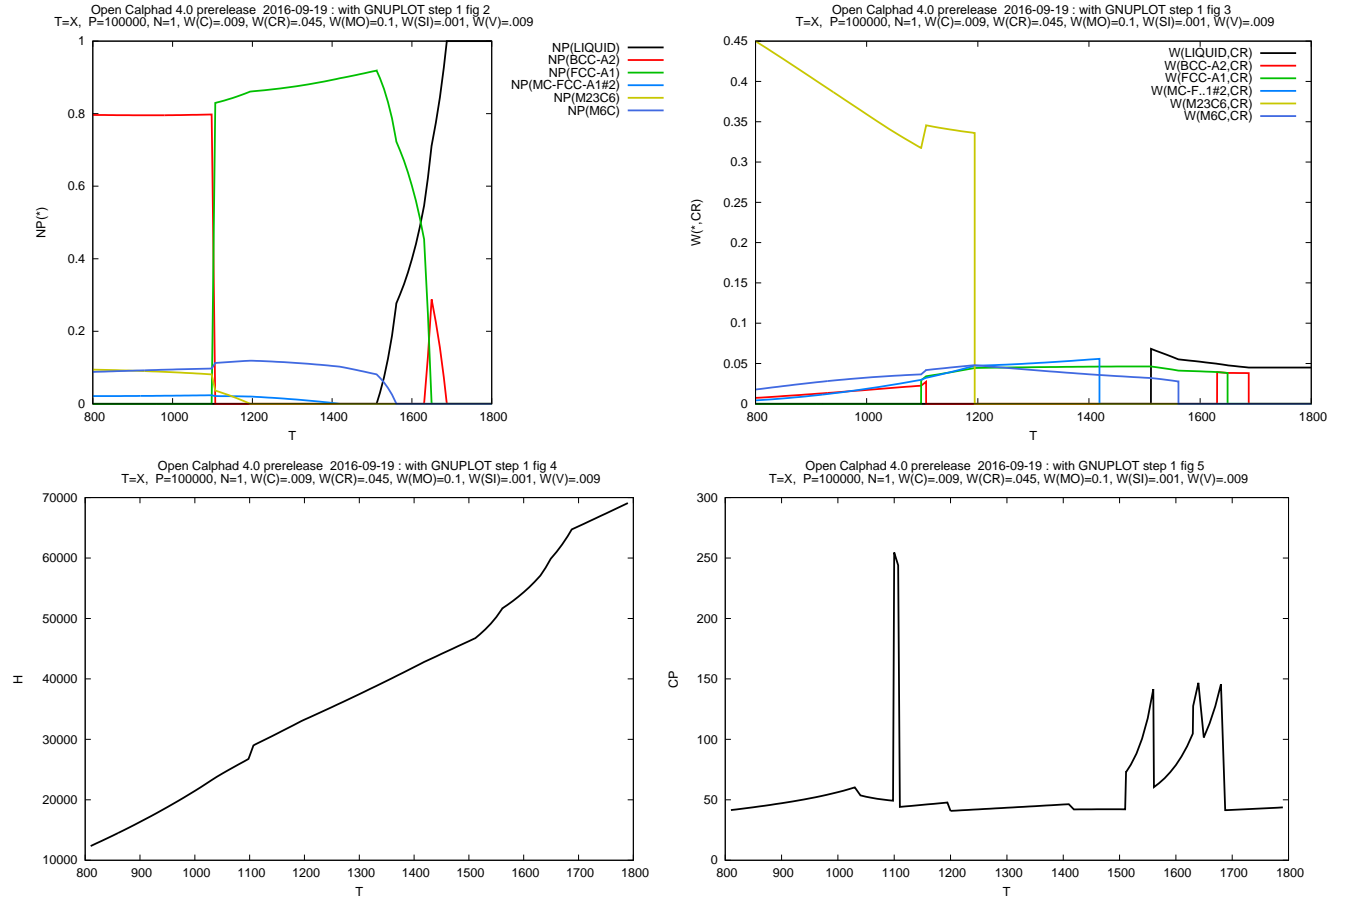 Open Calphad 4.0 prerelease 2016-09-19 : with GNUPLOT step 1 fig 2
T=X, P=100000, N=1, W(C)=.009, W(CR)=.045, W(MO)=0.1, W(SI)=.001, W(V)=.009
NP(LIQUID)
NP(BCC-A2)
NP(FCC-A1)
NP(MC-FCC-A1#2)
NP(M23C6)
NP(M6C)
1
0.8
0.6
0.4
0.2
0
NP(*)
800
1000
1200
1400
1600
1800
T
Open Calphad 4.0 prerelease 2016-09-19 : with GNUPLOT step 1 fig 3
T=X, P=100000, N=1, W(C)=.009, W(CR)=.045, W(MO)=0.1, W(SI)=.001, W(V)=.009
W(LIQUID,CR)
W(BCC-A2,CR)
W(FCC-A1,CR)
W(MC-F..1#2,CR)
W(M23C6,CR)
W(M6C,CR)
0.45
0.4
0.35
0.3
0.25
0.2
0.15
0.1
0.05
0
W(*,CR)
800
1000
1200
1400
1600
1800
T
Open Calphad 4.0 prerelease 2016-09-19 : with GNUPLOT step 1 fig 4
T=X, P=100000, N=1, W(C)=.009, W(CR)=.045, W(MO)=0.1, W(SI)=.001, W(V)=.009
70000
60000
50000
40000
30000
20000
10000
H
800
900
1000
1100
1200
1300
1400
1500
1600
1700
1800
T
Open Calphad 4.0 prerelease 2016-09-19 : with GNUPLOT step 1 fig 5
T=X, P=100000, N=1, W(C)=.009, W(CR)=.045, W(MO)=0.1, W(SI)=.001, W(V)=.009
300
250
200
150
100
50
0
CP
800
900
1000
1100
1200
1300
1400
1500
1600
1700
1800
T